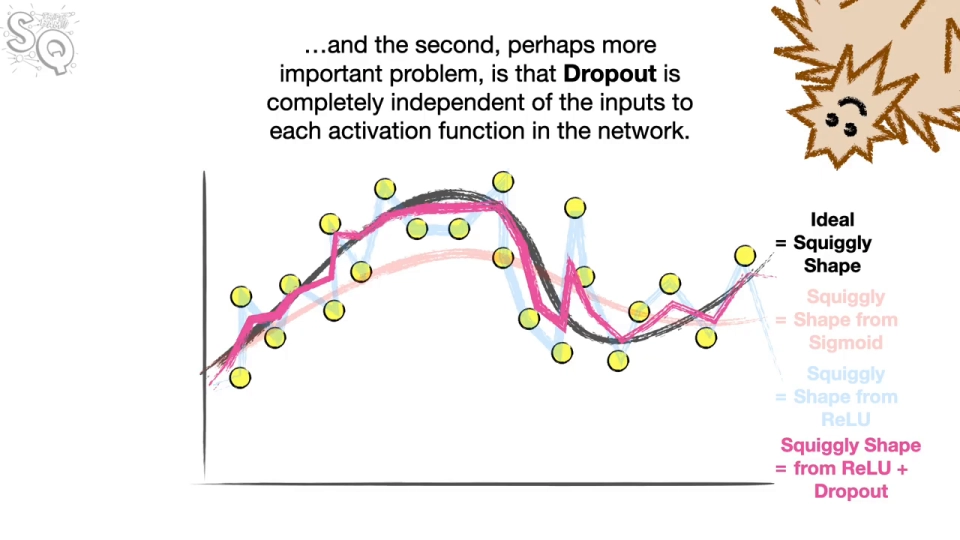 SQ
…and the second, perhaps more
important problem, is that Dropout is
completely independent of the inputs to
each activation function in the network.
Ideal
= Squiggly
Shape
Squiggly
= Shape from
Sigmoid
Squiggly
= Shape from
ReLU
Squiggly Shape
= from ReLU +
Dropout